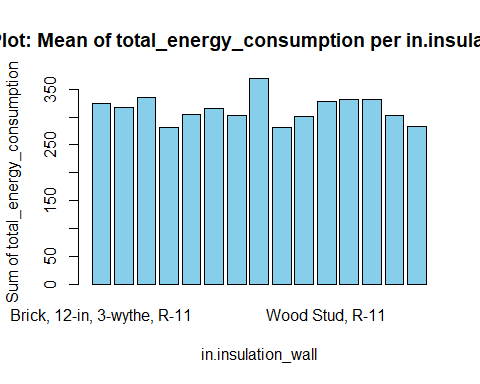 Plot: Mean of total_energy_consumption per in.insula
Sum of total_energy_consumption
350
250
150
50
0
Brick, 12-in, 3-wythe, R-11
Wood Stud, R-11
in.insulation_wall